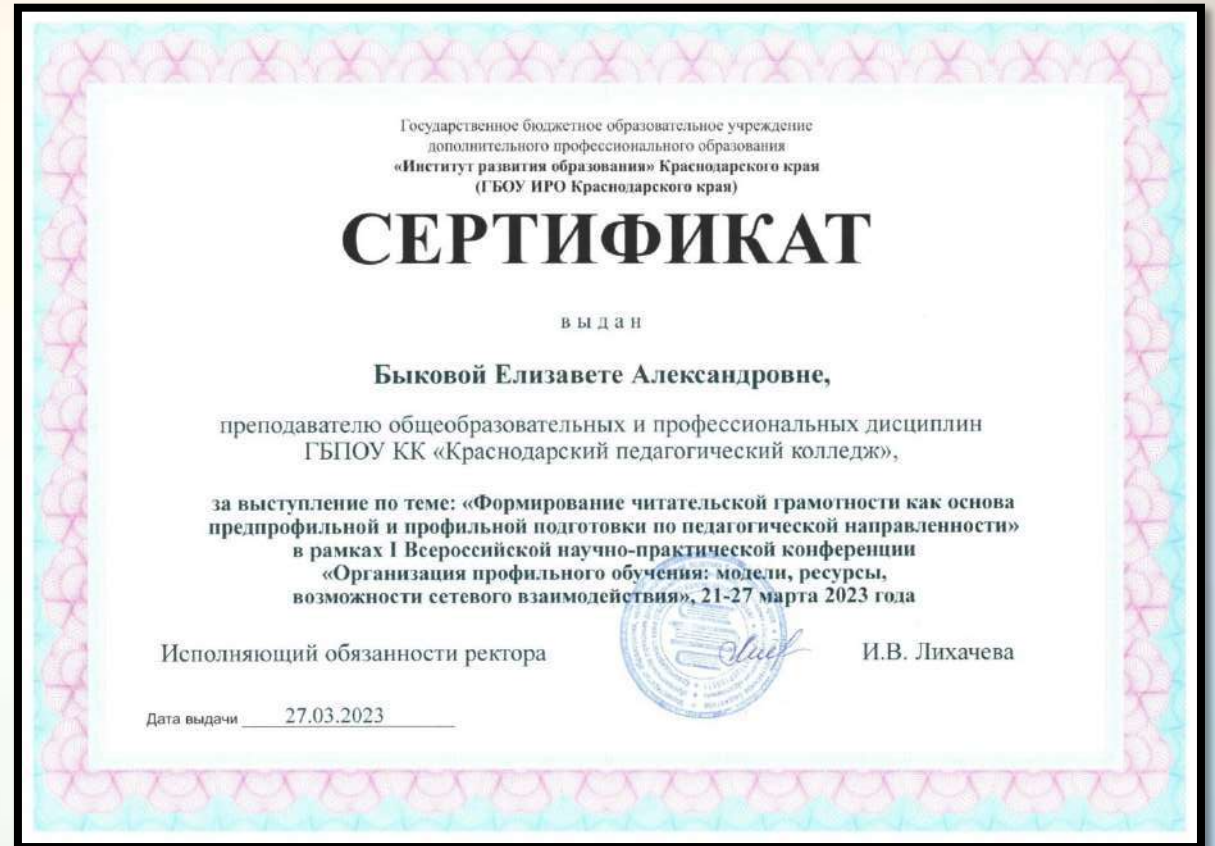 Государственное бюджетное образовательное учреждение
дополнительного профессионального образования
«Институт развития образования» Краснодарского края
(ГБОУ ИРО Краснодарского края)
СЕРТИФИКАТ
выдан
Быковой Елизавете Александровне,
преподавателю общеобразовательных и профессиональных дисциплин
ГБПОУ КК «Краснодарский педагогический колледж»,
за выступление по теме: «Формирование читательской грамотности как основа
предпрофильной и профильной подготовки по педагогической направленности»
в рамках I Всероссийской научно-практической конференции
«Организация профильного обучения: модели, ресурсы,
возможности сетевого взаимодействия», 21-27 марта 2023 года
Исполняющий обязанности ректора И.В. Лихачева
Дата выдачи 27.03.2023